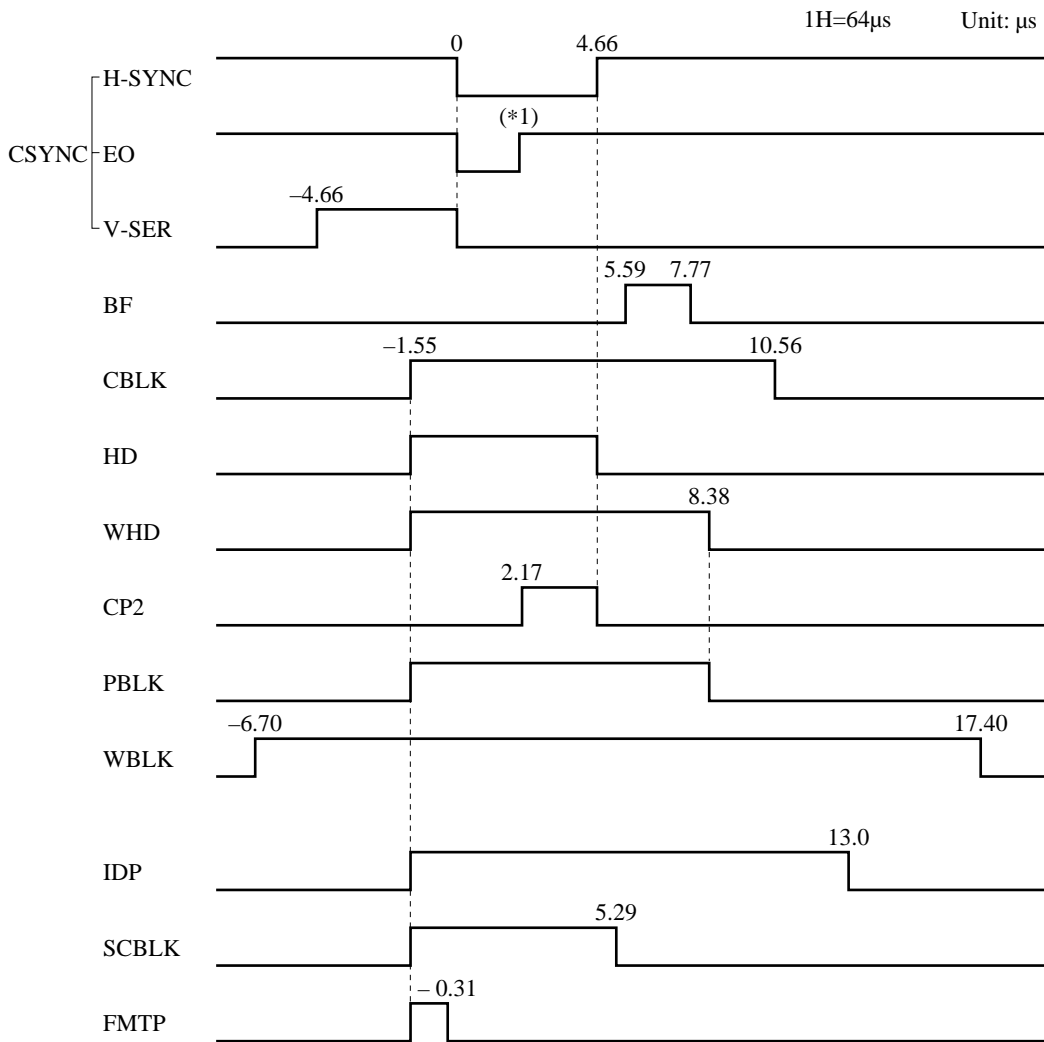 1H=64µs Unit: µs
0 4.66
H-SYNC
(*1)
CSYNC EO
–4.66
V-SER
5.59 7.77
BF
–1.55 10.56
CBLK
HD
8.38
WHD
2.17
CP2
PBLK
–6.70 17.40
WBLK
13.0
IDP
5.29
SCBLK
– 0.31
FMTP